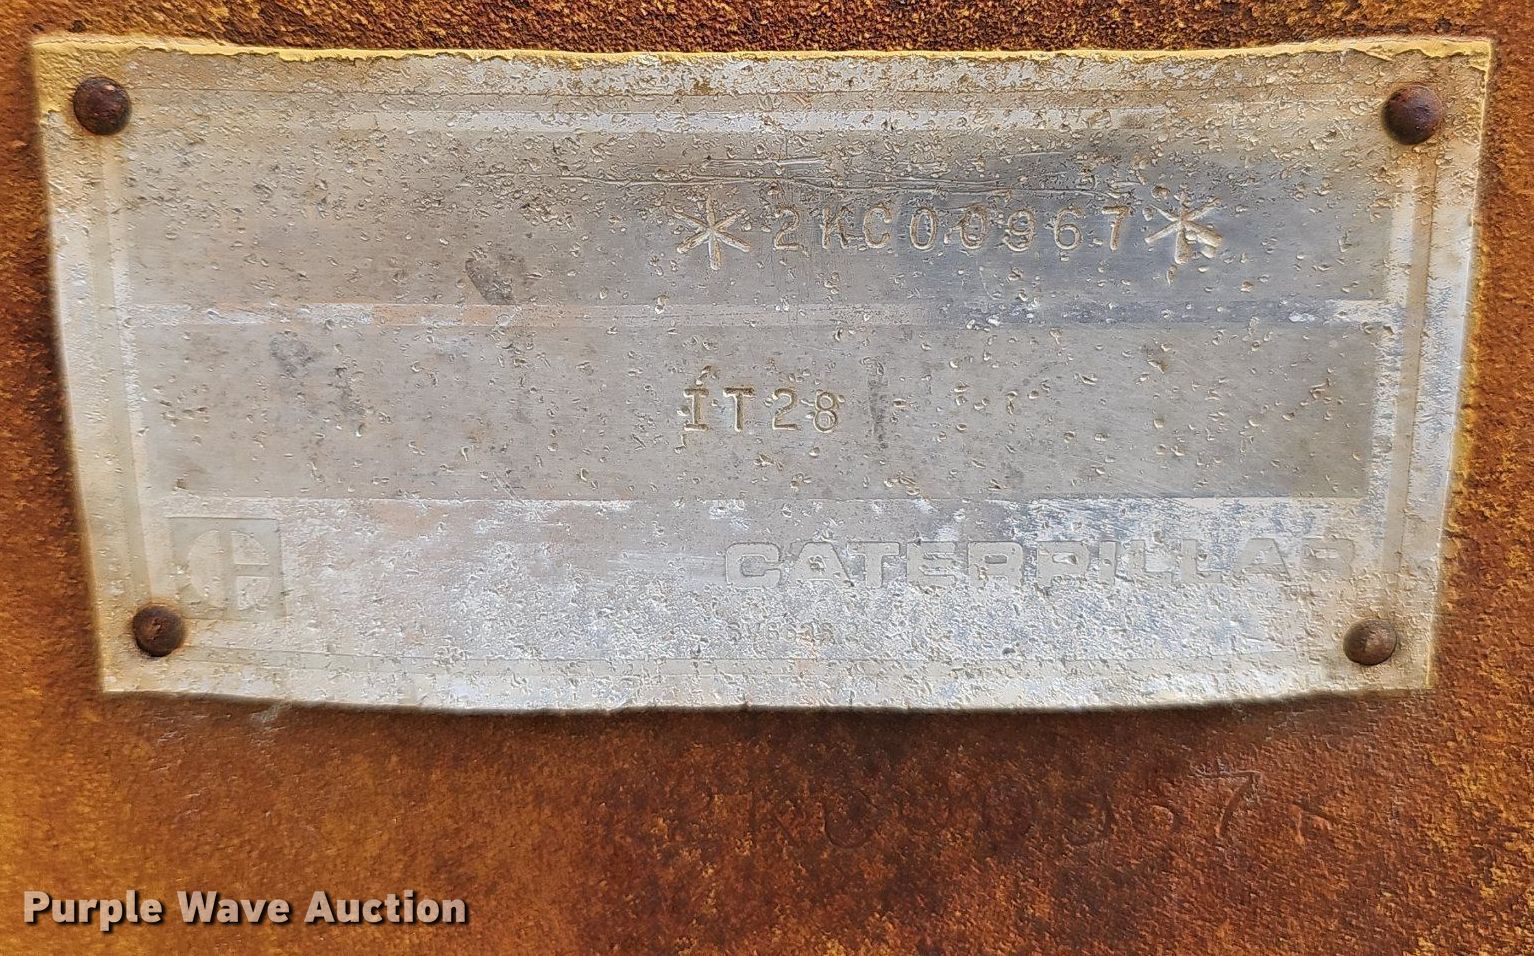 *2KC00967*
IT28
CATERPILLAR
Purple Wave Auction